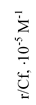 r/Cf, ·10⁻⁵ M⁻¹